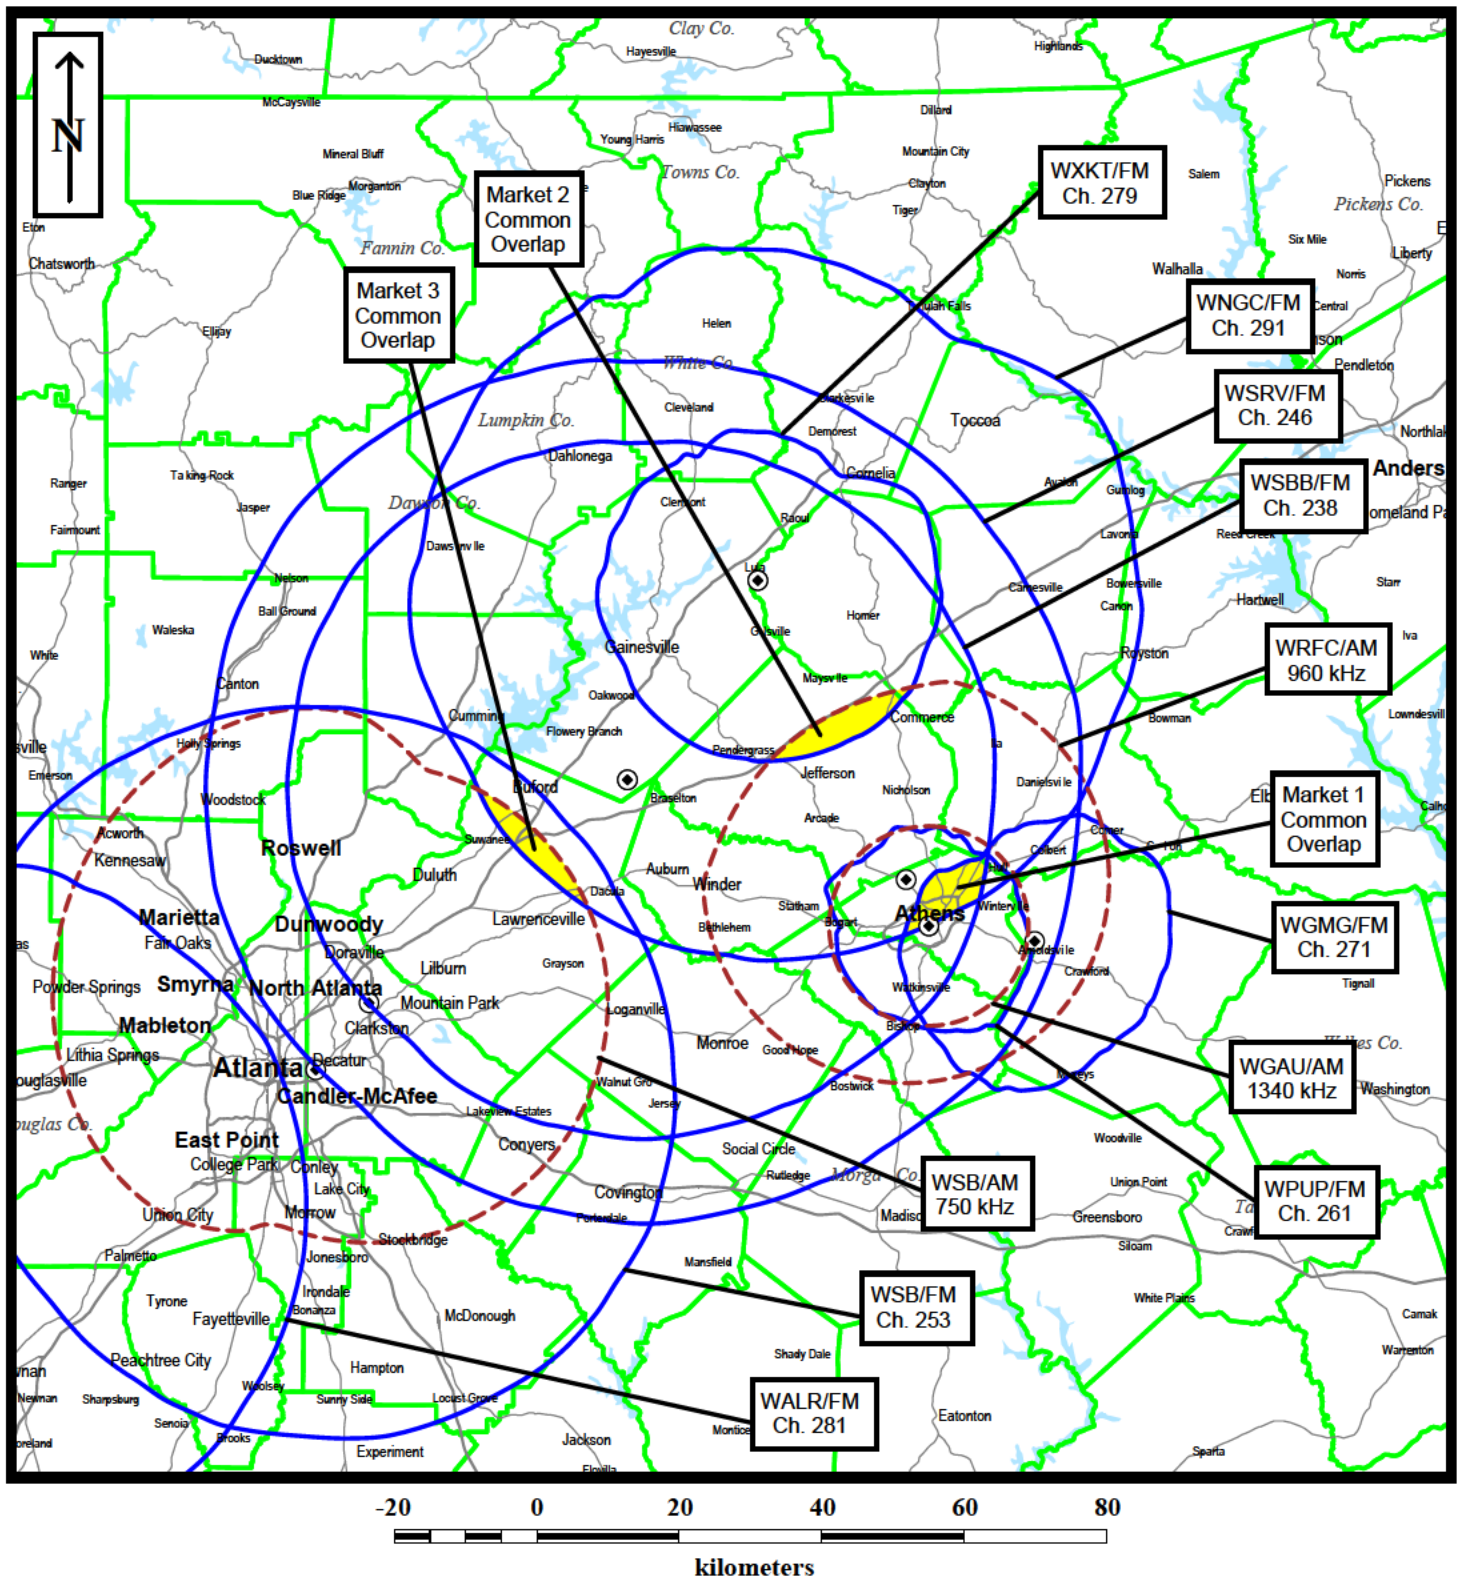 Clay Co.
Hayesville
Highlands
Ducktown
McCaysville
N
Dillard
Hiawassee
Young Harris
Mountain City
Mineral Bluff
Towns Co.
WXKT/FM
Ch. 279
Salem
Pickens
Morganton
Blue Ridge
Clayton
Tiger
Pickens Co.
Market 2
Common
Overlap
Eton
Fannin Co.
Six Mile
Liberty
Chatsworth
Walhalla
Norris
Market 3
Common
Overlap
WNGC/FM
Ch. 291
Central
Helen
Ellijay
White Co.
Pendleton
WSRV/FM
Ch. 246
Cleveland
Lumpkin Co.
Toccoa
Demorest
Dahlonega
Cornelia
Talking Rock
Ranger
Avalon
Gumlog
WSBB/FM
Ch. 238
Clermont
Jasper
Raoul
Fairmount
Lavonia
Reed Creek
Lula
Nelson
Starr
Carnesville
Bowersville
Canon
Hartwell
Ball Ground
Homer
Waleska
Gillsville
Iva
Gainesville
WRFC/AM
960 kHz
White
Royston
Maysville
Canton
Oakwood
Cumming
Commerce
Bowman
Flowery Branch
Holly Springs
Pendergrass
Jefferson
Emerson
Danielsville
Buford
Nicholson
Market 1
Common
Overlap
Woodstock
Braselton
Arcade
Acworth
Comer
Suwanee
Roswell
Kennesaw
Colbert
Duluth
Auburn
Winder
Hull
Dacula
Statham
Winterville
Marietta
Dunwoody
Lawrenceville
Athens
Bogart
WGMG/FM
Ch. 271
Fair Oaks
Bethlehem
Doraville
Arnoldsville
Lilburn
Grayson
Crawford
Smyrna
North Atlanta
Powder Springs
Tignall
Watkinsville
Mountain Park
Loganville
Mableton
Clarkston
Bishop
Monroe
Good Hope
Lithia Springs
Decatur
WGAU/AM
1340 kHz
Atlanta
Walnut Gro
Bostwick
Washington
Candler-McAfee
Jersey
Lakeview Estates
East Point
Conyers
Social Circle
Woodville
College Park
Conley
Rutledge
WSB/AM
750 kHz
Union Point
WPUP/FM
Ch. 261
Lake City
Covington
Union City
Morrow
Porterdale
Greensboro
Stockbridge
Siloam
Palmetto
Jonesboro
Mansfield
Irondale
WSB/FM
Ch. 253
White Plains
Tyrone
Bonanza
Fayetteville
McDonough
Camak
Warrenton
Peachtree City
Shady Dale
Hampton
Newnan
Sharpsburg
Woolsey
Sunny Side
Locust Grove
WALR/FM
Ch. 281
Senoia
Eatonton
Brooks
Experiment
Jackson
Sparta
-20 0 20 40 60 80
kilometers